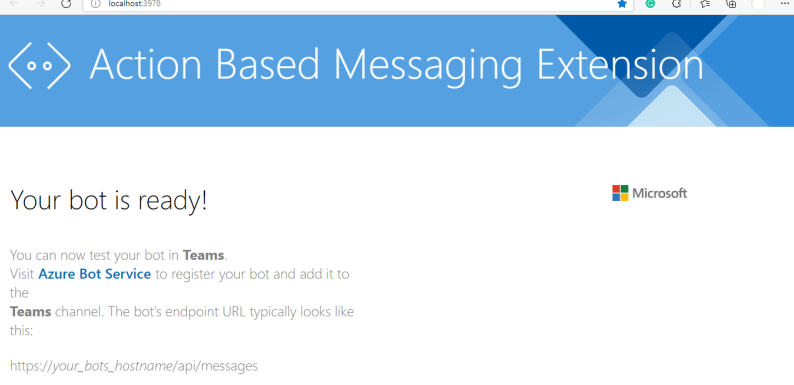 localhost:3978
Action Based Messaging Extension
Your bot is ready!
Microsoft
You can now test your bot in Teams.
Visit Azure Bot Service to register your bot and add it to
the
Teams channel. The bot's endpoint URL typically looks like
this:
https://your_bots_hostname/api/messages